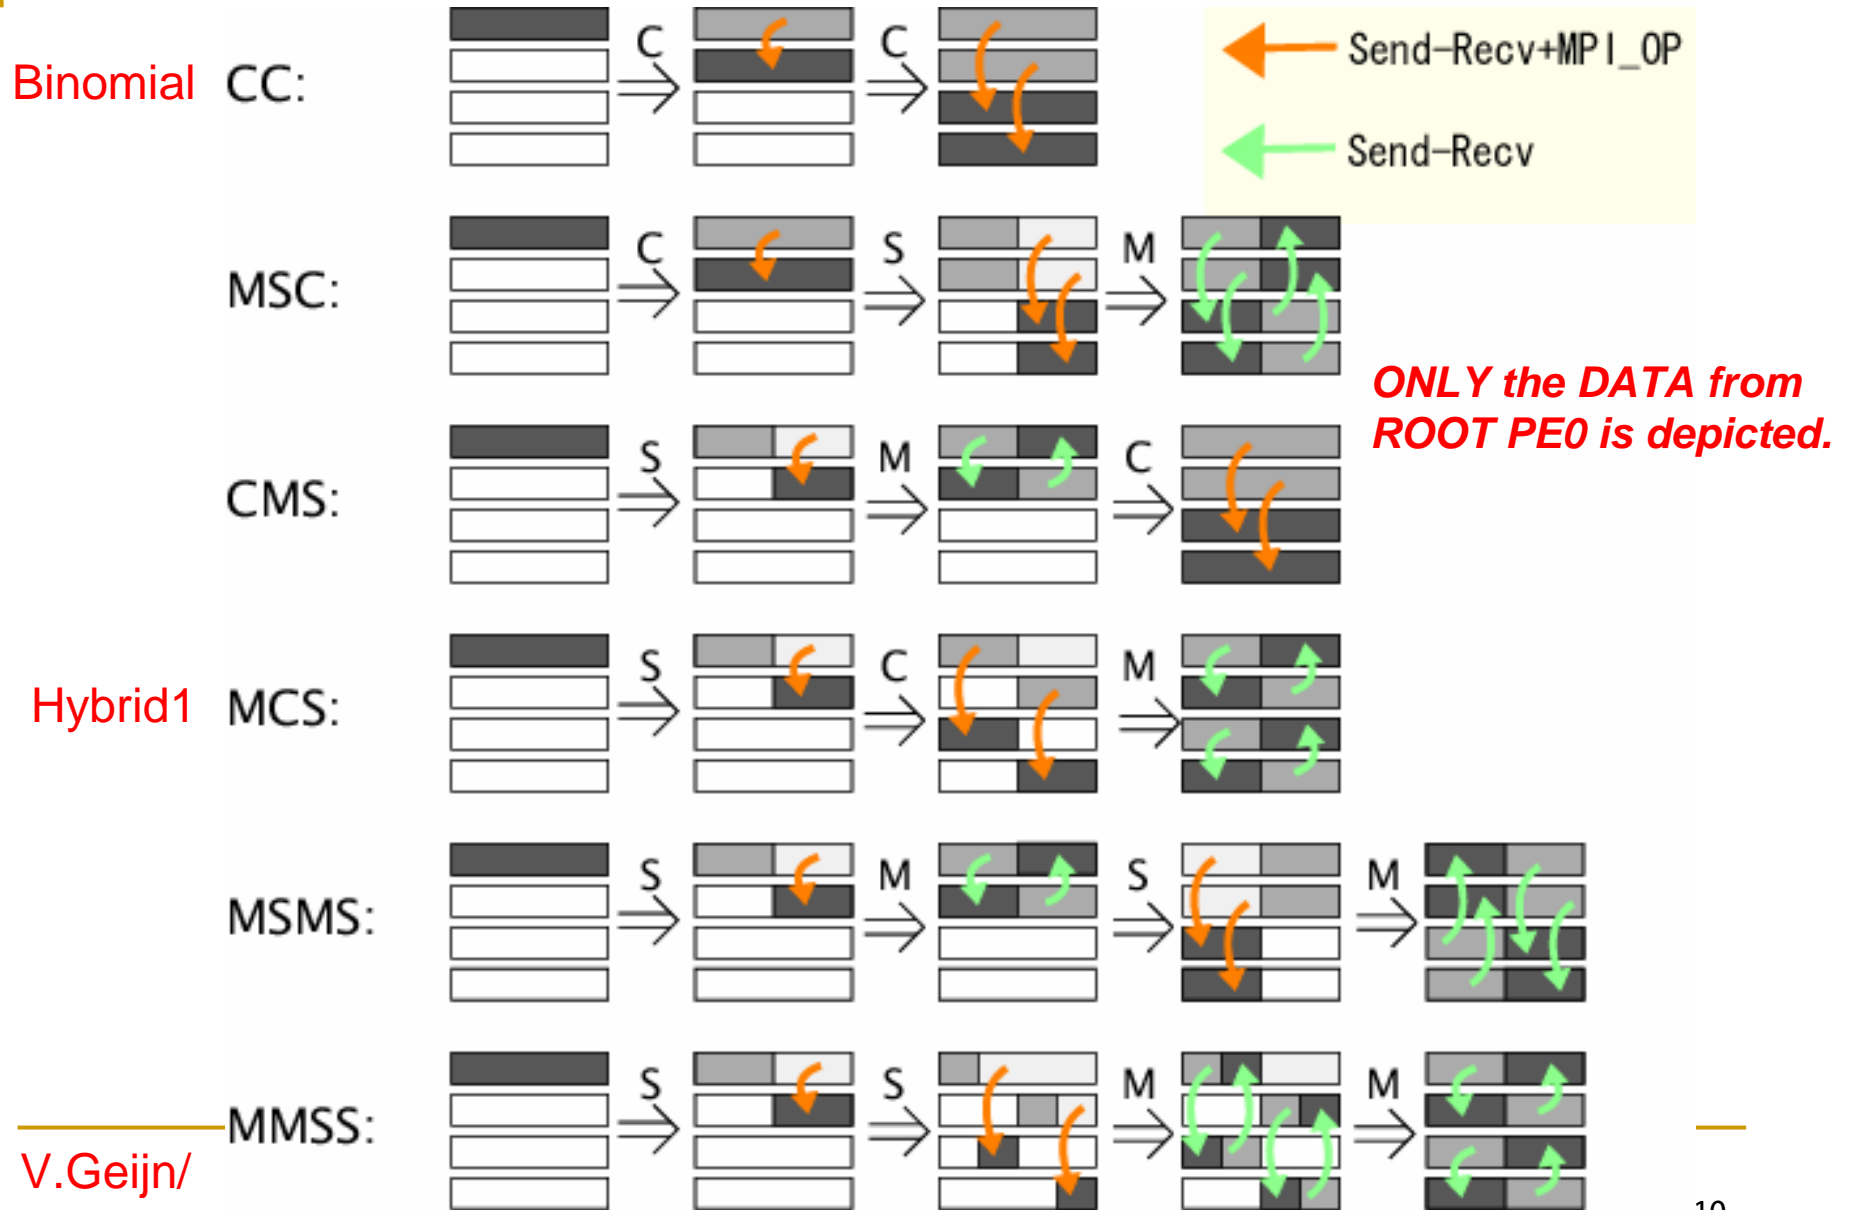 Binomial CC: C C
Send-Recv+MPI_OP
Send-Recv
MSC: C S M
ONLY the DATA from
ROOT PE0 is depicted.
CMS: S M C
Hybrid1 MCS: S C M
MSMS: S M S M
MMSS: S S M M
V.Geijn/
10